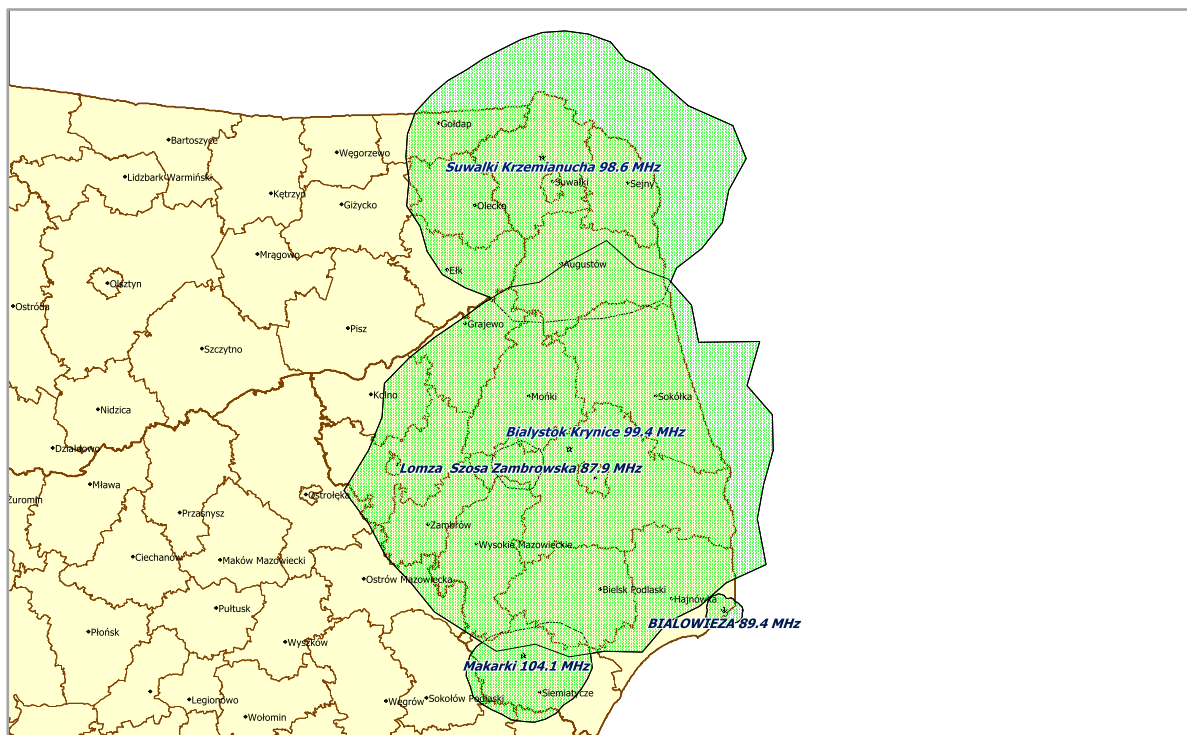 Gołdap
Bartoszyce
Węgorzewo
Suwalki Krzemianucha 98.6 MHz
Lidzbark Warmiński
Suwałki
Sejny
Kętrzyn
Giżycko
Olecko
Mrągowo
Augustów
Ełk
Olsztyn
Ostróda
Grajewo
Pisz
Szczytno
Kolno
Mońki
Sokółka
Nidzica
Bialystok Krynice 99.4 MHz
Działdowo
Lomza Szosa Zambrowska 87.9 MHz
Mława
Ostrołęka
Żuromin
Przasnysz
Zambrów
Wysokie Mazowieckie
Ciechanów
Maków Mazowiecki
Ostrów Mazowiecka
Bielsk Podlaski
Hajnówka
Pułtusk
BIALOWIEZA 89.4 MHz
Płońsk
Wyszków
Makarki 104.1 MHz
Siemiatycze
Legionowo
Węgrów
Sokołów Podlaski
Wołomin